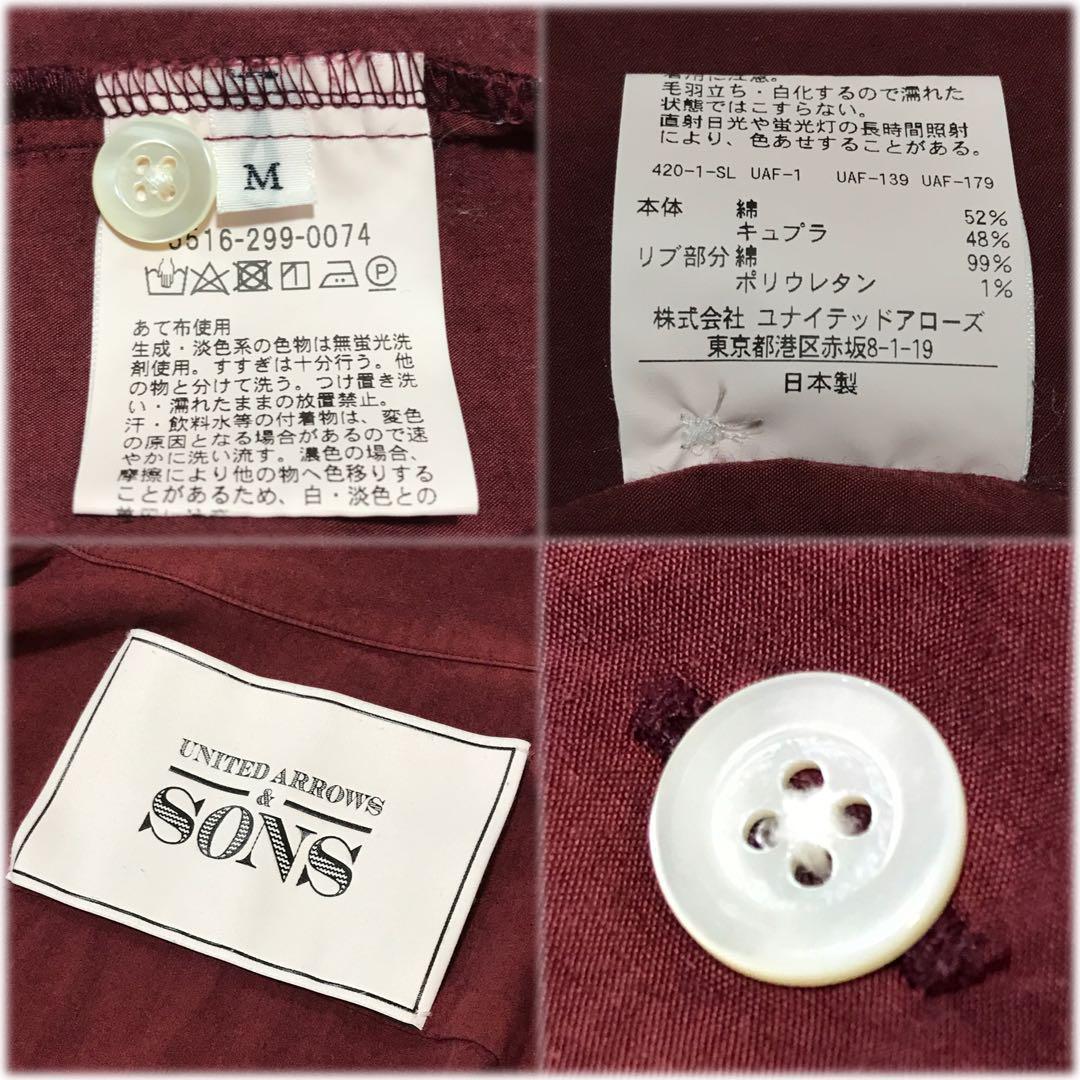 M
516-299-0074
あて布使用
生成・淡色系の色物は無蛍光洗
剤使用。すすぎは十分行う。他
の物と分けて洗う。つけ置き洗
い・濡れたままの放置禁止。
汗・飲料水等の付着物は、変色
の原因となる場合があるので速
やかに洗い流す。濃色の場合、
摩擦により他の物へ色移りする
ことがあるため、白・淡色との
着用に注意。
毛羽立ち・白化するので濡れた
状態ではこすらない。
直射日光や蛍光灯の長時間照射
により、色あせすることがある。
420-1-SL UAF-1 UAF-139 UAF-179
本体 綿 52%
キュプラ 48%
リブ部分 綿 99%
ポリウレタン 1%
株式会社 ユナイテッドアローズ
東京都港区赤坂8-1-19
日本製
UNITED ARROWS
&
SONS